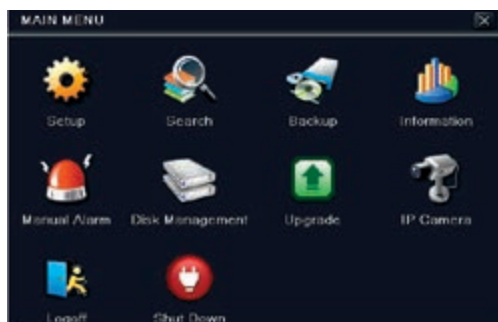 MAIN MENU
Setup Search Backup Information
Manual Alarm Disk Management Upgrade IP Camera
Logoff Shut Down